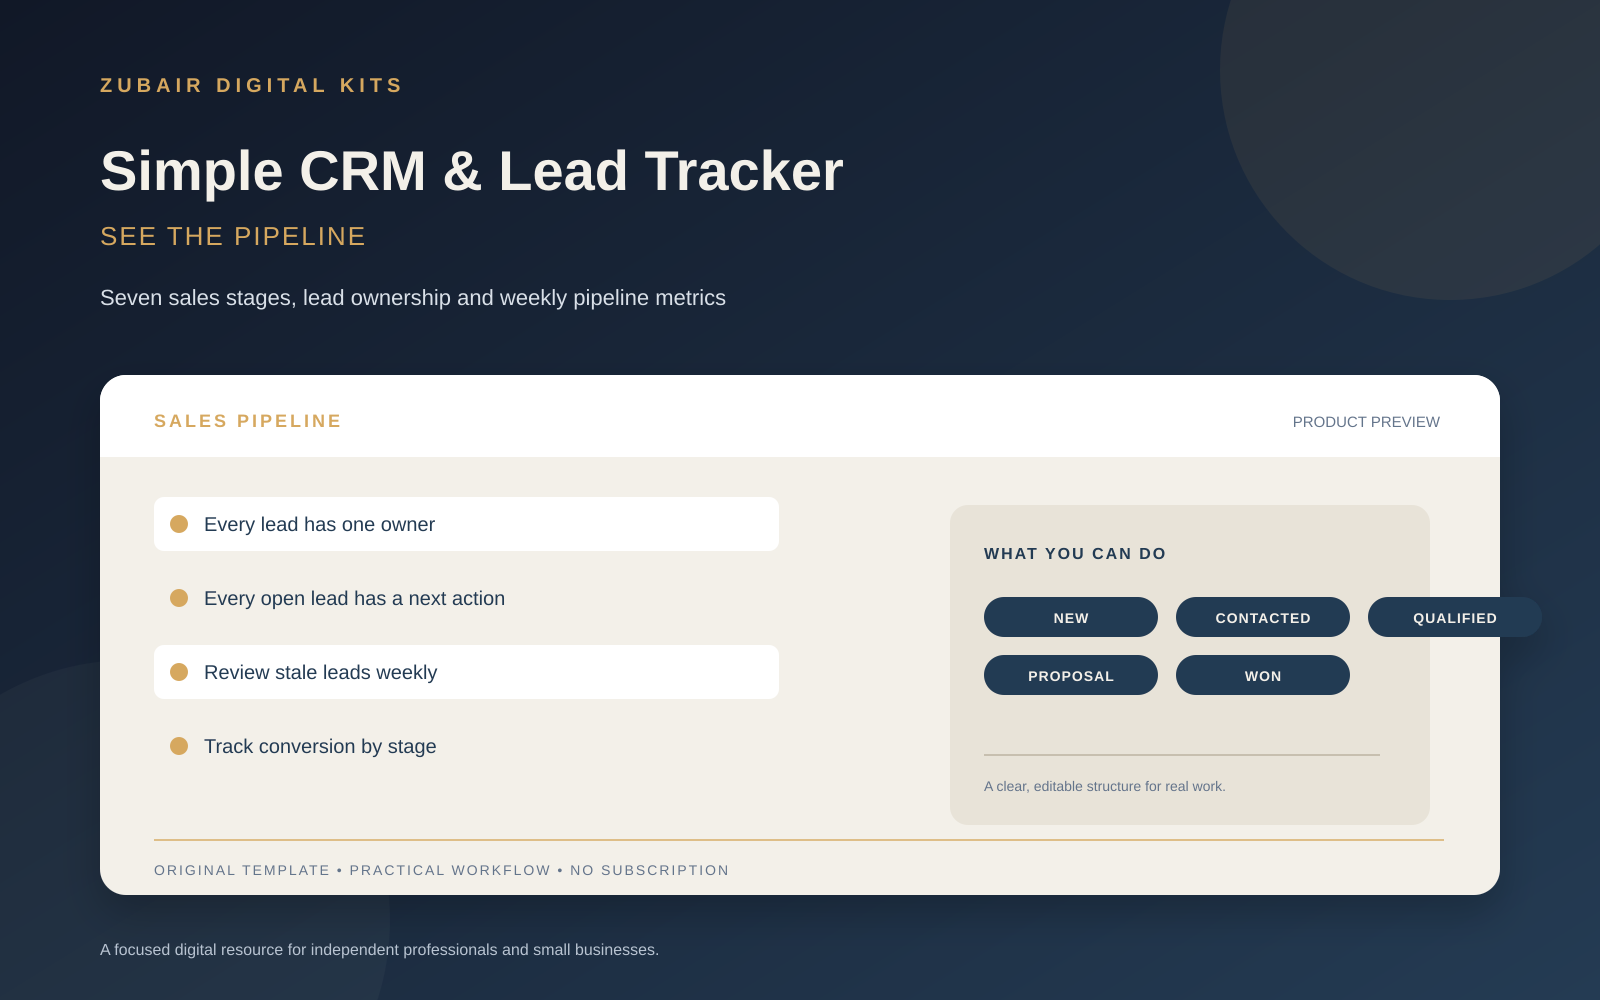 ZUBAIR DIGITAL KITS
Simple CRM & Lead Tracker
SEE THE PIPELINE
Seven sales stages, lead ownership and weekly pipeline metrics
SALES PIPELINE
PRODUCT PREVIEW
Every lead has one owner
Every open lead has a next action
Review stale leads weekly
Track conversion by stage
WHAT YOU CAN DO
NEW
CONTACTED
QUALIFIED
PROPOSAL
WON
A clear, editable structure for real work.
ORIGINAL TEMPLATE • PRACTICAL WORKFLOW • NO SUBSCRIPTION
A focused digital resource for independent professionals and small businesses.